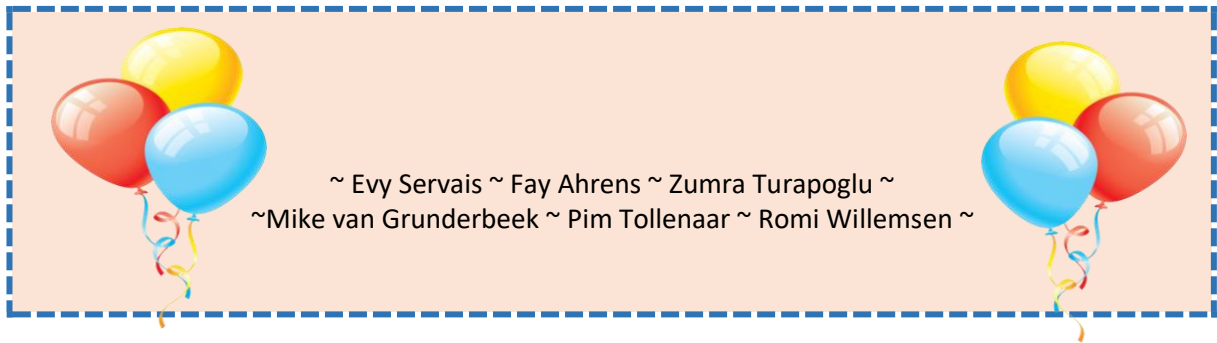 ~ Evy Servais ~ Fay Ahrens ~ Zumra Turapoglu ~
~Mike van Grunderbeek ~ Pim Tollenaar ~ Romi Willemsen ~